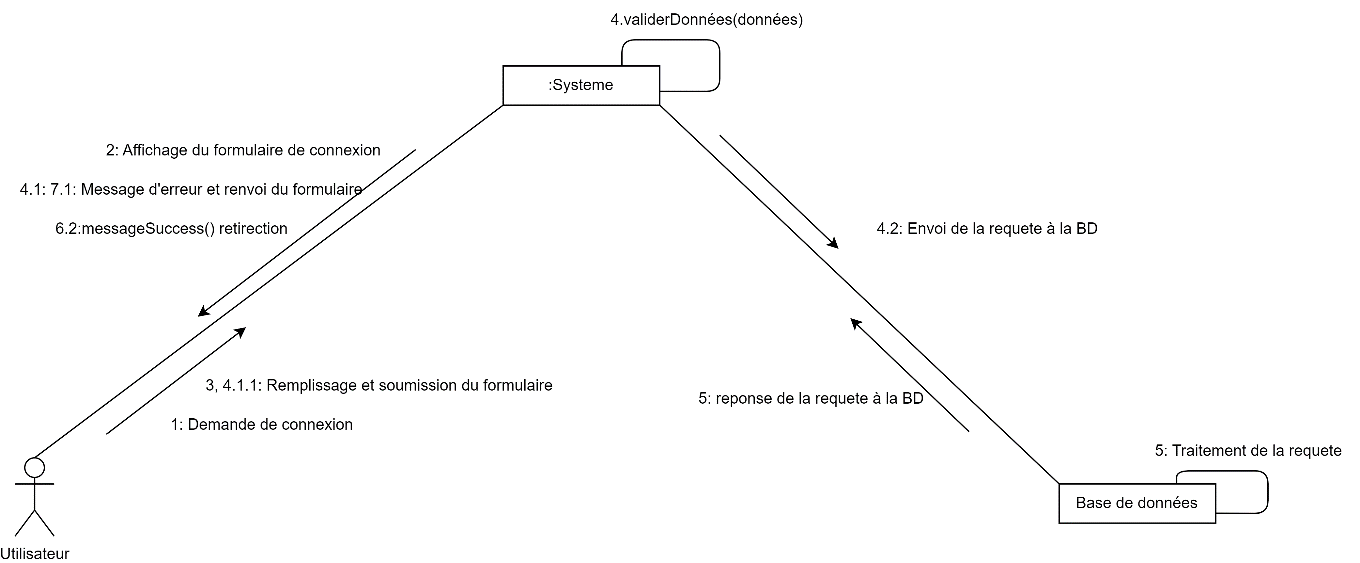 4.validerDonnées(données)
:Systeme
2: Affichage du formulaire de connexion
4.1: 7.1: Message d'erreur et renvoi du formulaire
6.2:messageSuccess() retirection
4.2: Envoi de la requete à la BD
3, 4.1.1: Remplissage et soumission du formulaire
1: Demande de connexion
5: reponse de la requete à la BD
5: Traitement de la requete
Base de données
Utilisateur